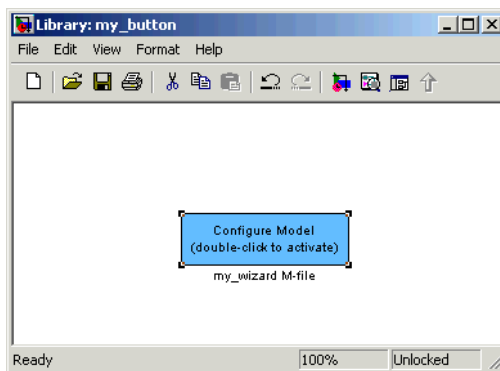 Library: my_button
File Edit View Format Help
Configure Model
(double-click to activate)
my_wizard M-file
Ready 100% Unlocked